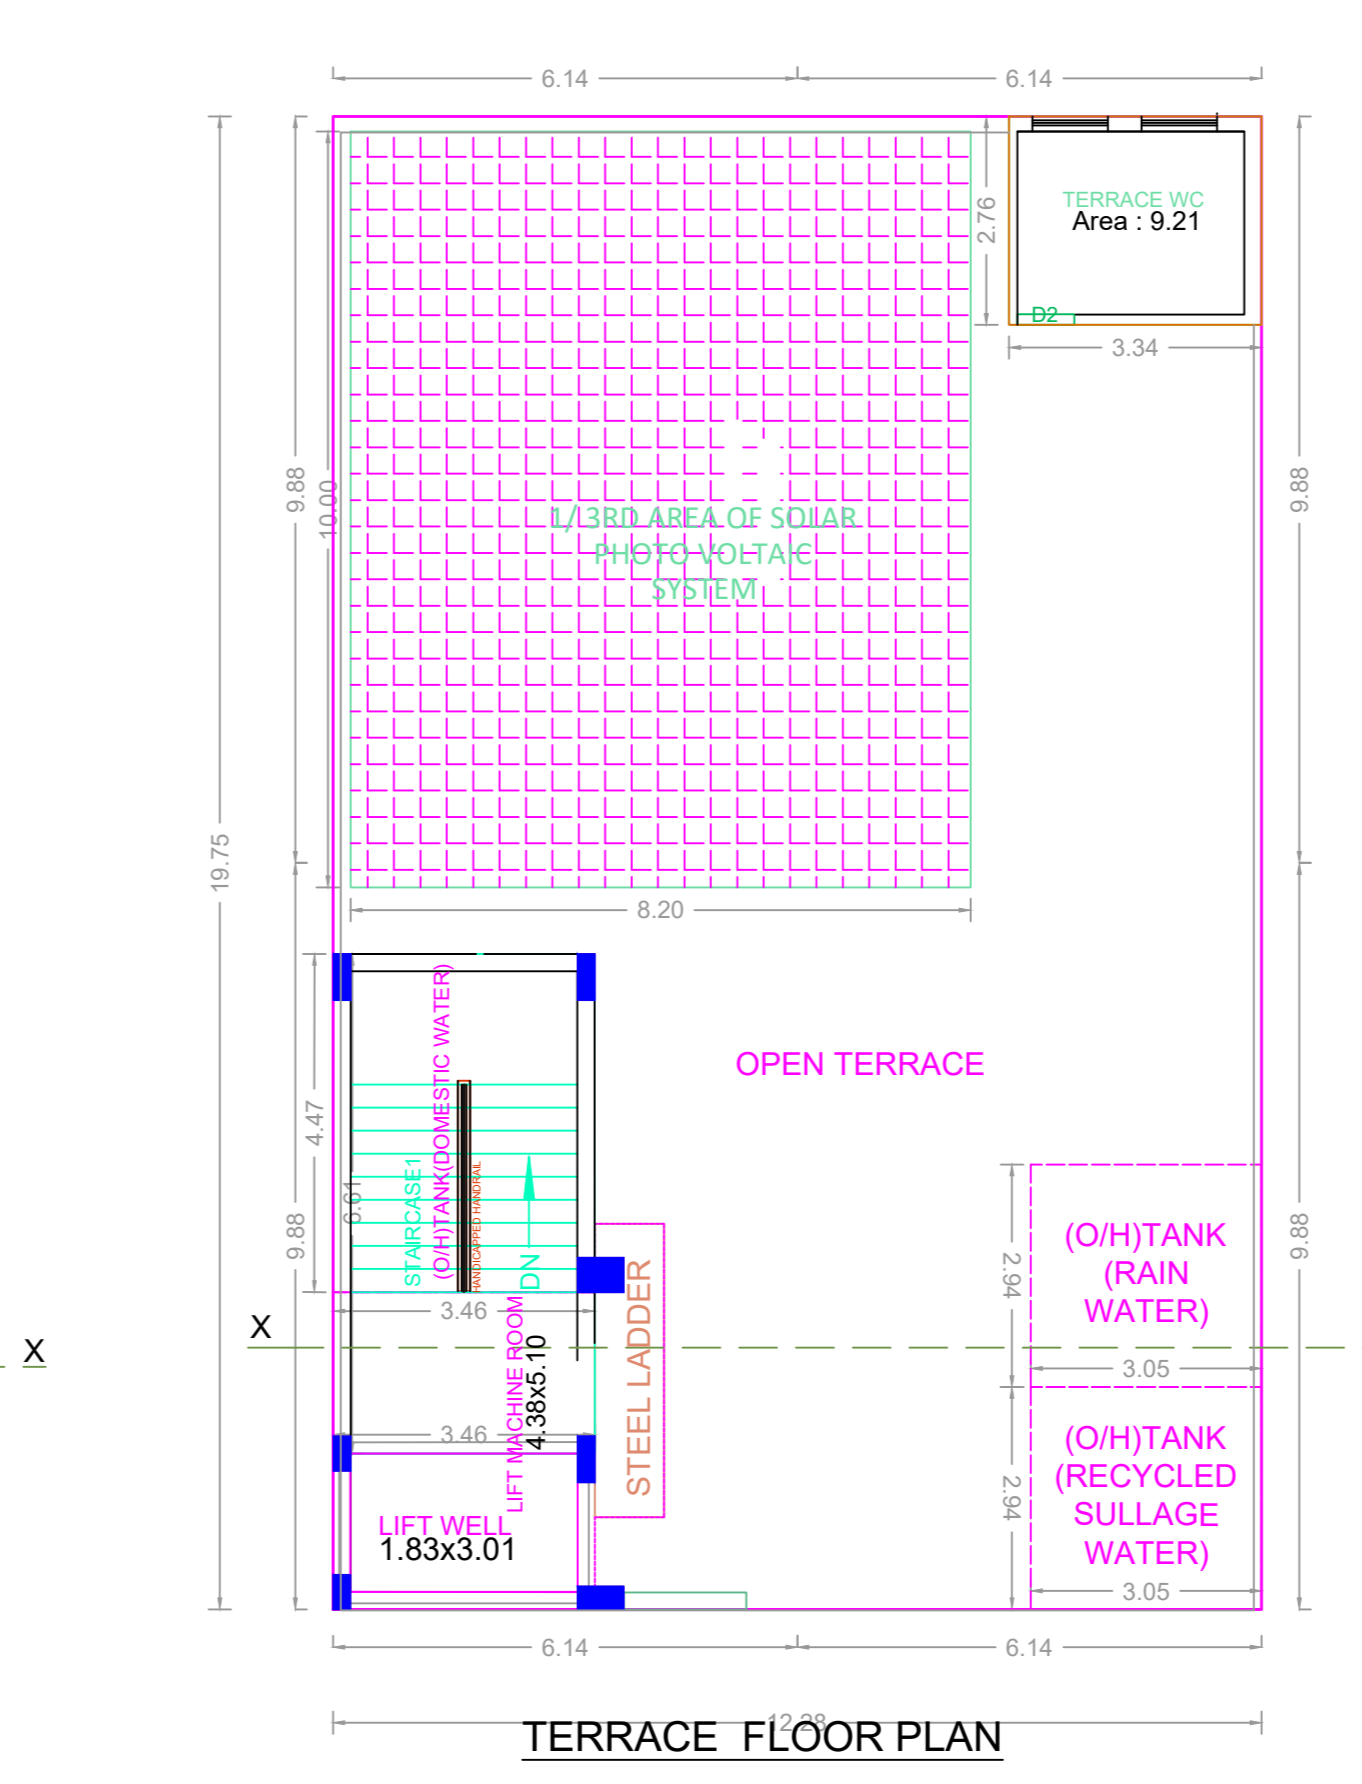 6.14
6.14
TERRACE WC
Area : 9.21
2.76
D2
3.34
9.88
10.00
9.88
1/ 3RD AREA OF SOLAR
PHOTO VOLTAIC
SYSTEM
19.75
8.20
OPEN TERRACE
4.47
6.61
9.88
STAIRCASE1
(O/H)TANK(DOMESTIC WATER)
HANDICAPPED HANDRAIL
DN
3.46
X
X
LIFT MACHINE ROOM
4.38x5.10
STEEL LADDER
3.46
LIFT WELL
1.83x3.01
2.94
(O/H)TANK
(RAIN
WATER)
3.05
9.88
2.94
(O/H)TANK
(RECYCLED
SULLAGE
WATER)
3.05
6.14
6.14
12.28
TERRACE FLOOR PLAN